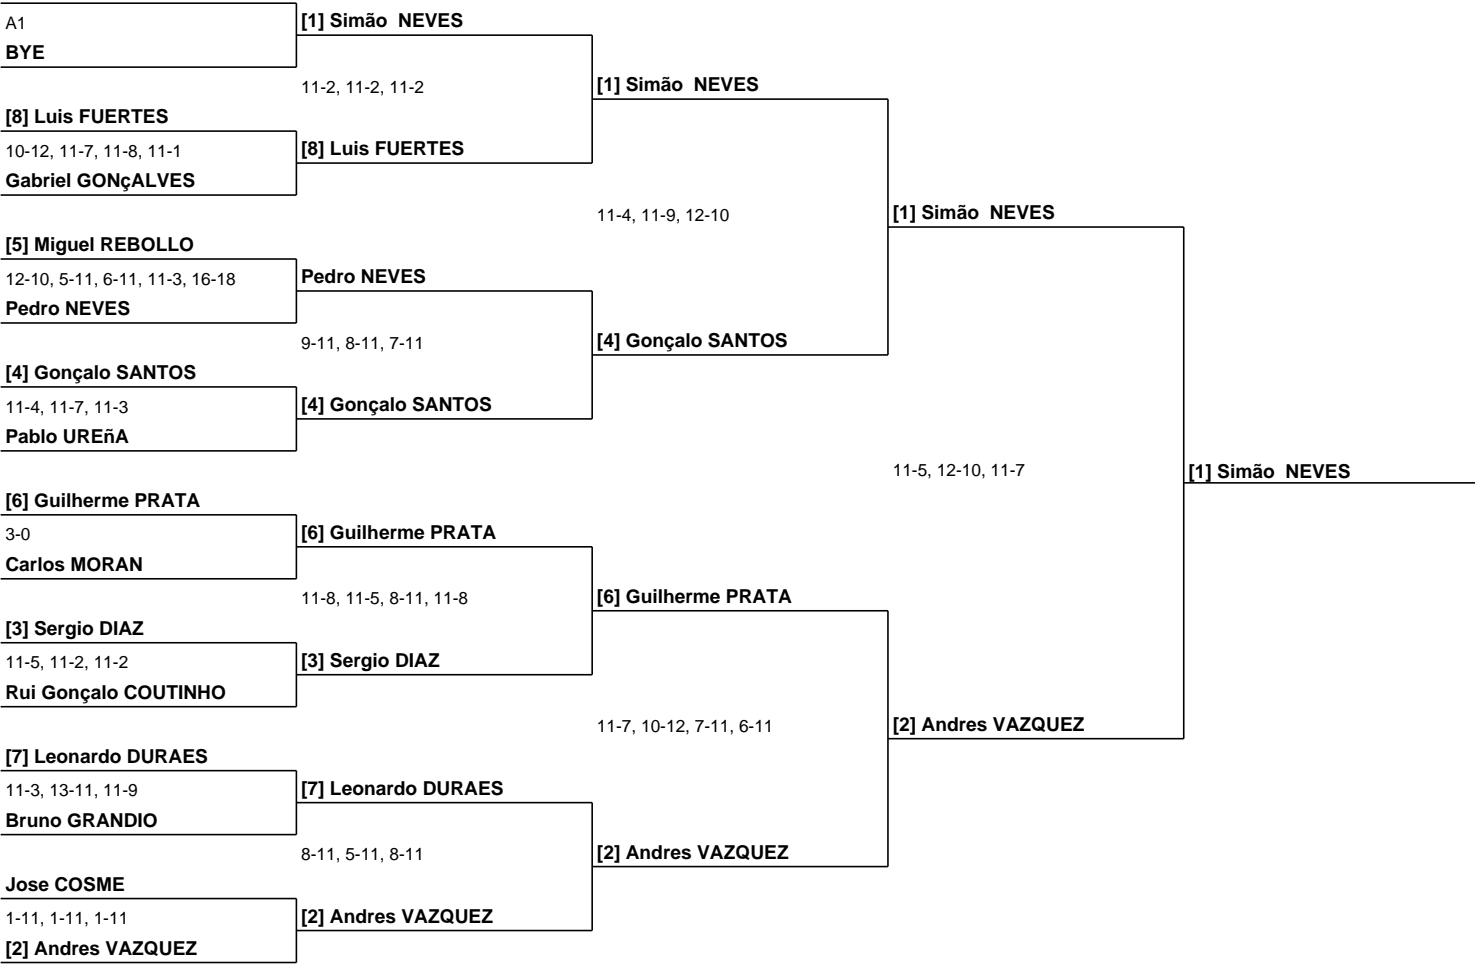 A1
BYE
[8] Luis FUERTES
10-12, 11-7, 11-8, 11-1
Gabriel GONçALVES
[5] Miguel REBOLLO
12-10, 5-11, 6-11, 11-3, 16-18
Pedro NEVES
[4] Gonçalo SANTOS
11-4, 11-7, 11-3
Pablo UREñA
[6] Guilherme PRATA
3-0
Carlos MORAN
[3] Sergio DIAZ
11-5, 11-2, 11-2
Rui Gonçalo COUTINHO
[7] Leonardo DURAES
11-3, 13-11, 11-9
Bruno GRANDIO
Jose COSME
1-11, 1-11, 1-11
[2] Andres VAZQUEZ
[1] Simão  NEVES
11-2, 11-2, 11-2
[8] Luis FUERTES
Pedro NEVES
9-11, 8-11, 7-11
[4] Gonçalo SANTOS
[6] Guilherme PRATA
11-8, 11-5, 8-11, 11-8
[3] Sergio DIAZ
[7] Leonardo DURAES
8-11, 5-11, 8-11
[2] Andres VAZQUEZ
[1] Simão  NEVES
11-4, 11-9, 12-10
[4] Gonçalo SANTOS
[6] Guilherme PRATA
11-7, 10-12, 7-11, 6-11
[2] Andres VAZQUEZ
[1] Simão  NEVES
11-5, 12-10, 11-7
[2] Andres VAZQUEZ
[1] Simão  NEVES